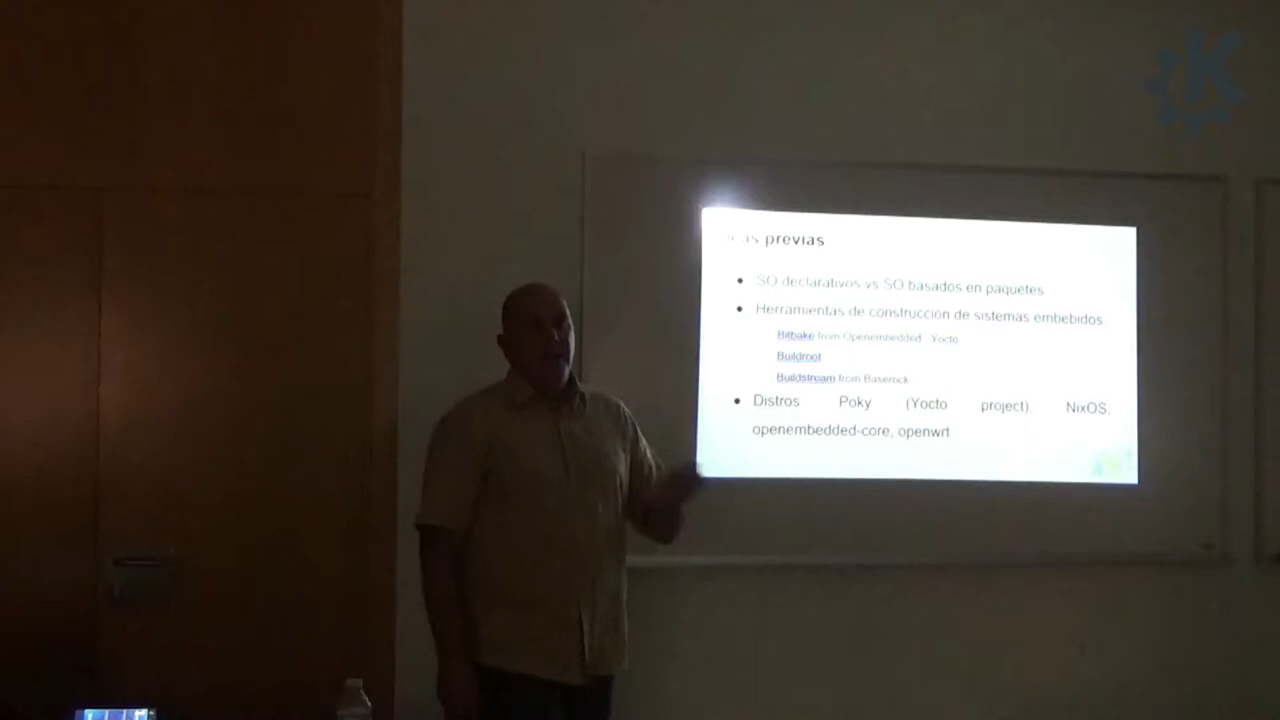 previas
SO declarativos vs SO basados en paquetes
Herramientas de construcción de sistemas embebidos
Bitbake from Openembedded Yocto
Buildroot
Buildstream from Baserock
Distros Poky (Yocto project), NixOS,
openembedded-core, openwrt